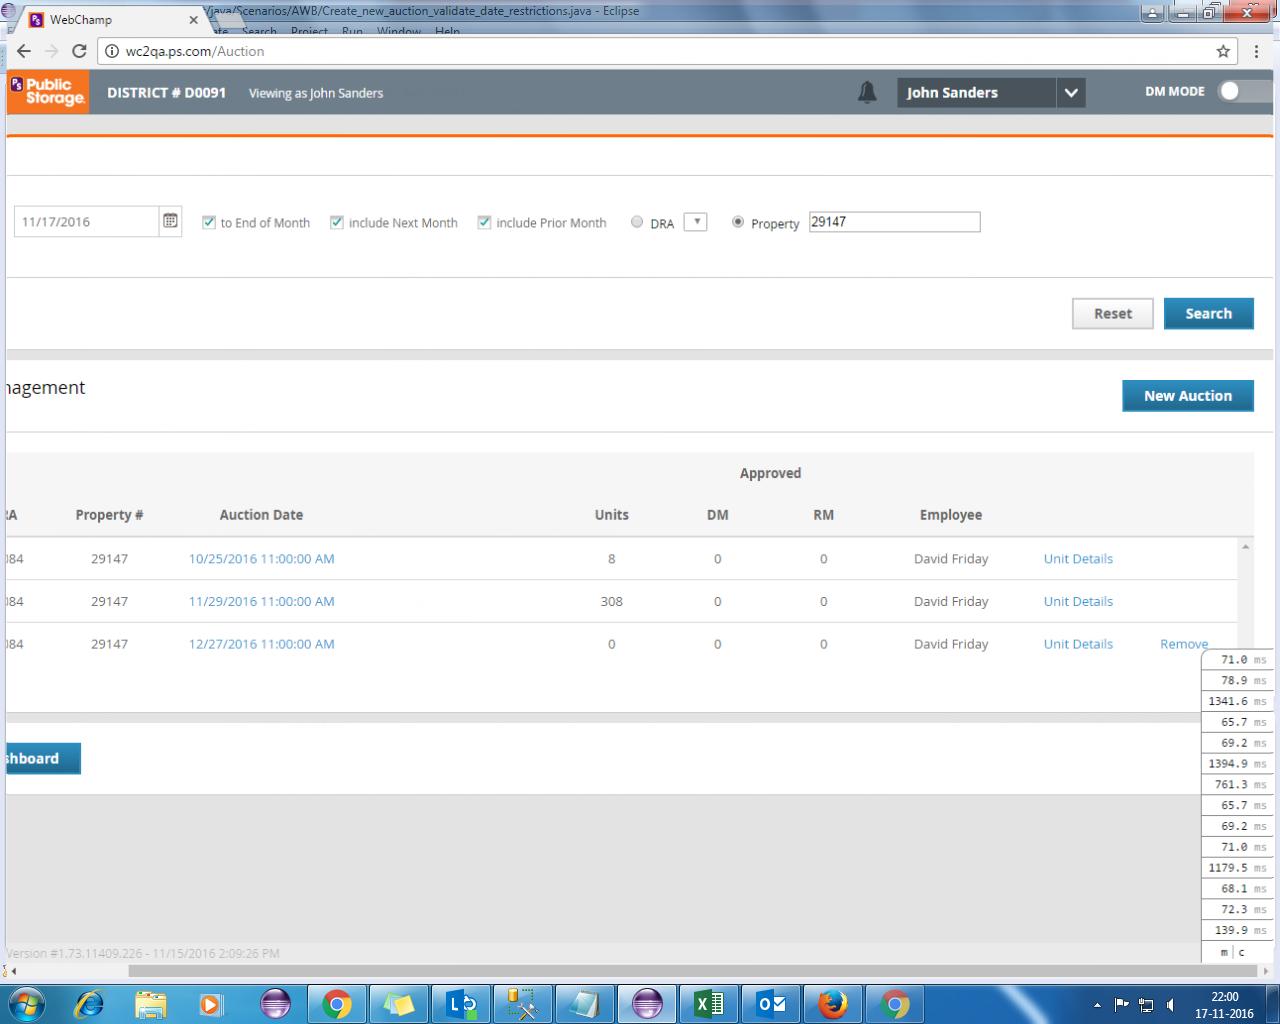 /java/Scenarios/AWB/Create_new_auction_validate_date_restrictions.java - Eclipse
WebChamp
Search Project Run Window Help
wc2qa.ps.com/Auction
PS Public Storage
DISTRICT # D0091 Viewing as John Sanders John Sanders DM MODE
11/17/2016 to End of Month include Next Month include Prior Month DRA Property 29147
Reset Search
nagement New Auction
Approved
RA Property # Auction Date Units DM RM Employee
084 29147 10/25/2016 11:00:00 AM 8 0 0 David Friday Unit Details
084 29147 11/29/2016 11:00:00 AM 308 0 0 David Friday Unit Details
084 29147 12/27/2016 11:00:00 AM 0 0 0 David Friday Unit Details Remove
71.0 ms
78.9 ms
1341.6 ms
65.7 ms
69.2 ms
shboard
1394.9 ms
761.3 ms
65.7 ms
69.2 ms
71.0 ms
1179.5 ms
68.1 ms
72.3 ms
139.9 ms
m | c
Version #1.73.11409.226 - 11/15/2016 2:09:26 PM
22:00
17-11-2016